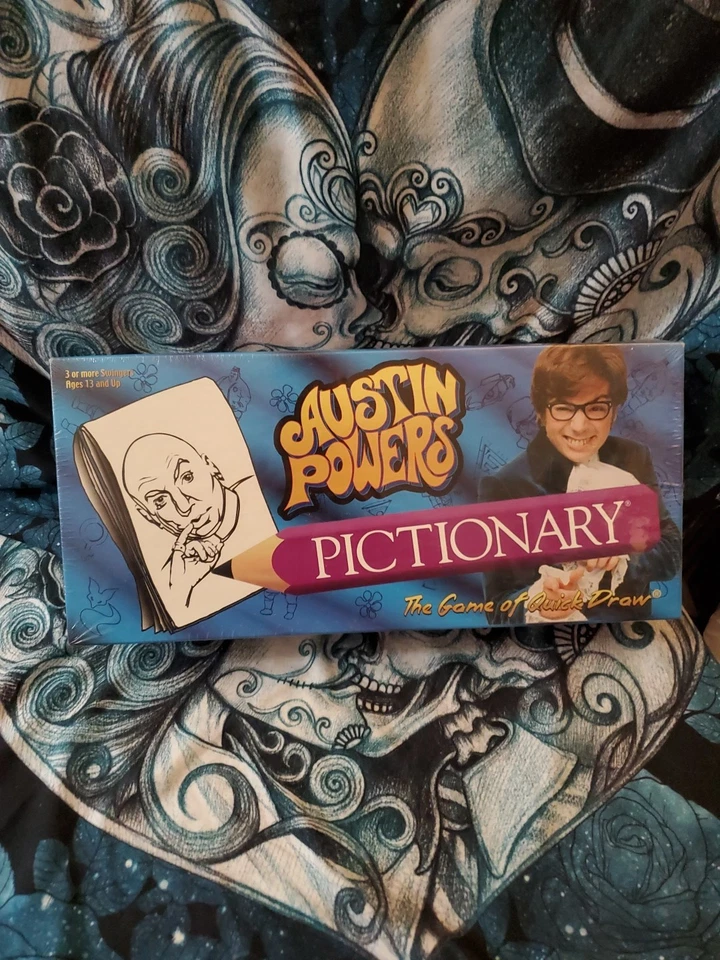 3 or more Swingers
Ages 13 and Up
AUSTIN
POWERS
PICTIONARY®
The Game of Quick Draw®